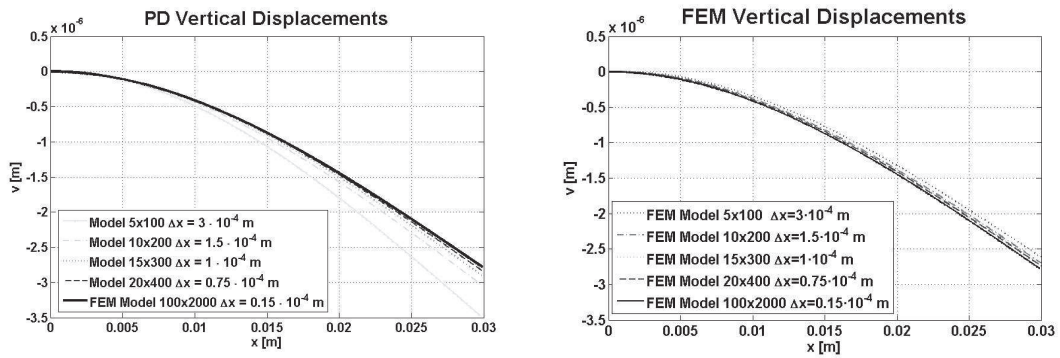 PD Vertical Displacements
x 10-6
0.5
0
-0.5
-1
-1.5
-2
-2.5
-3
-3.5
v [m]
Model 5x100 Δx = 3 · 10-4 m
Model 10x200 Δx = 1.5 · 10-4 m
Model 15x300 Δx = 1 · 10-4 m
Model 20x400 Δx = 0.75 · 10-4 m
FEM Model 100x2000 Δx = 0.15 · 10-4 m
0 0.005 0.01 0.015 0.02 0.025 0.03
x [m]
FEM Vertical Displacements
x 10-6
0.5
0
-0.5
-1
-1.5
-2
-2.5
-3
-3.5
v [m]
FEM Model 5x100 Δx=3·10-4 m
FEM Model 10x200 Δx=1.5·10-4 m
FEM Model 15x300 Δx=1·10-4 m
FEM Model 20x400 Δx=0.75·10-4 m
FEM Model 100x2000 Δx=0.15·10-4 m
0 0.005 0.01 0.015 0.02 0.025 0.03
x [m]